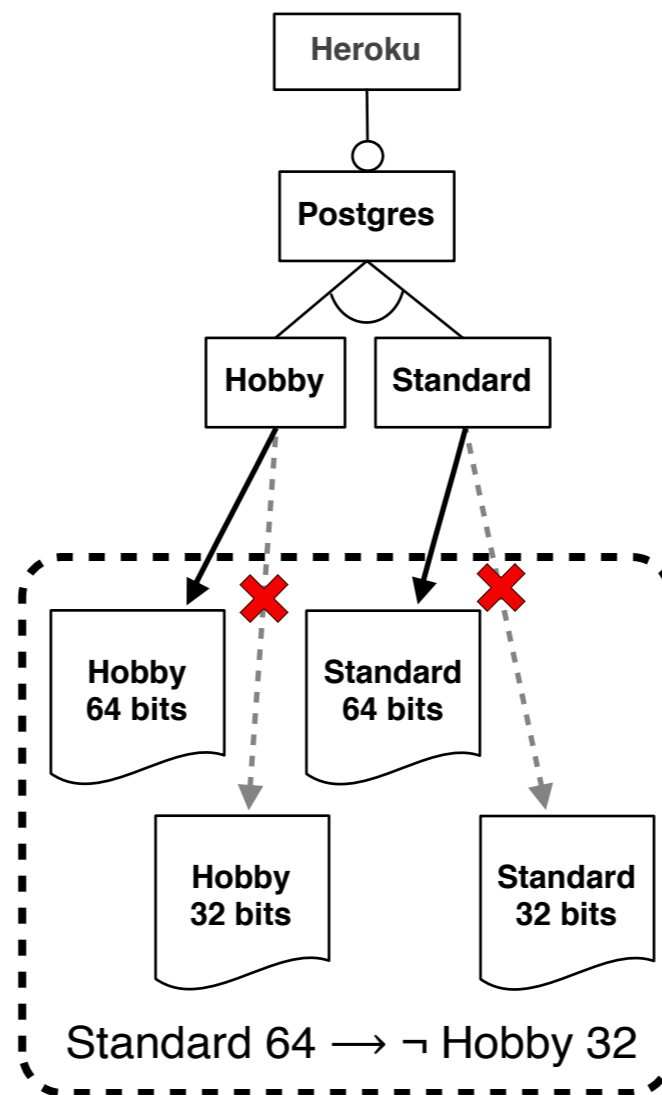 Heroku
Postgres
Hobby
Standard
Hobby
64 bits
Standard
64 bits
Hobby
32 bits
Standard
32 bits
Standard 64 → ¬ Hobby 32